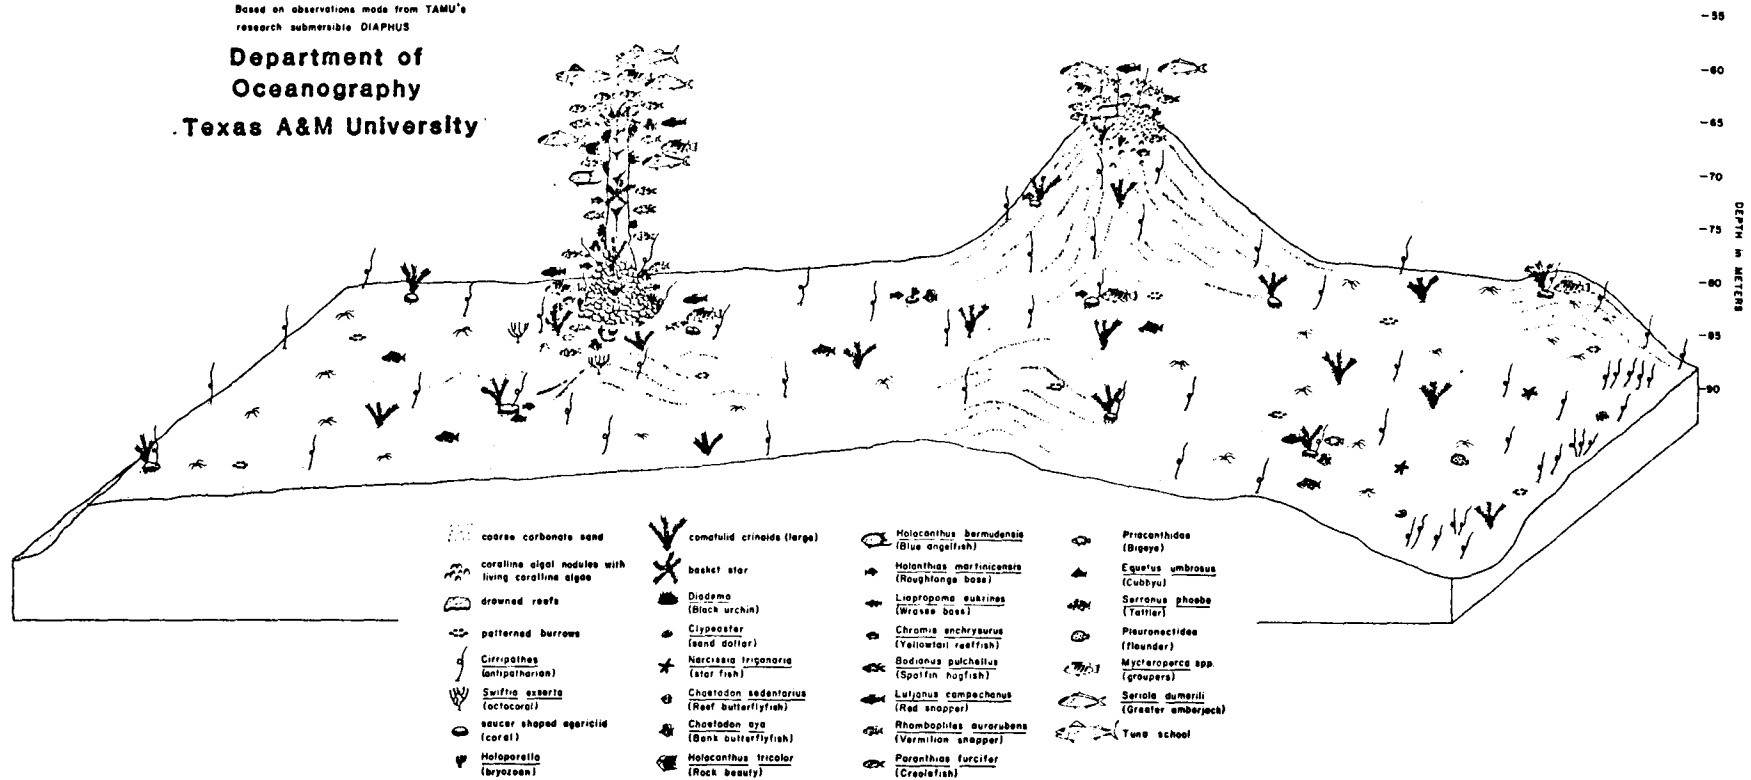 Based on observations made from TAMU's
research submersible DIAPHUS
Department of
Oceanography
Texas A&M University
-55
-60
-65
-70
-75
-80
-85
-90
DEPTH in METERS
coarse carbonate sand
coralline algal nodules with
living coralline algae
drowned reefs
patterned burrows
Cirripathes
(antipatharian)
Swiftia exserta
(octocoral)
saucer shaped agariciid
(coral)
Holoporella
(bryozoan)
comatulid crinoids (large)
basket star
Diadema
(Black urchin)
Clypeaster
(sand dollar)
Narcissia trigonaria
(star fish)
Chaetodon sedentarius
(Reef butterflyfish)
Chaetodon aya
(Bank butterflyfish)
Holacanthus tricolor
(Rock beauty)
Holacanthus bermudensis
(Blue angelfish)
Holanthias martinicensis
(Roughtonge bass)
Liopropoma eukrines
(Wrasse bass)
Chromis enchrysurus
(Yellowtail reeffish)
Bodianus pulchellus
(Spotfin hogfish)
Lutjanus campechanus
(Red snapper)
Rhomboplites aurorubens
(Vermilion snapper)
Paranthias furcifer
(Creolefish)
Priacanthidae
(Bigeye)
Equetus umbrosus
(Cubbyu)
Serranus phoebe
(Tattler)
Pleuronectidae
(flounder)
Mycteroperca spp.
(groupers)
Seriola dumerili
(Greater amberjack)
Tuna school